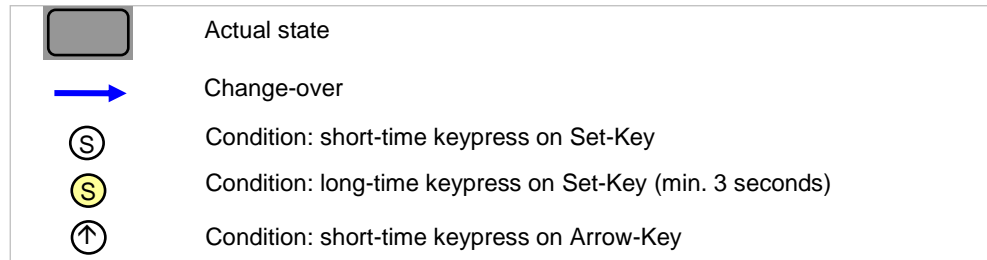 Actual state
Change-over
S Condition: short-time keypress on Set-Key
S Condition: long-time keypress on Set-Key (min. 3 seconds)
↑ Condition: short-time keypress on Arrow-Key